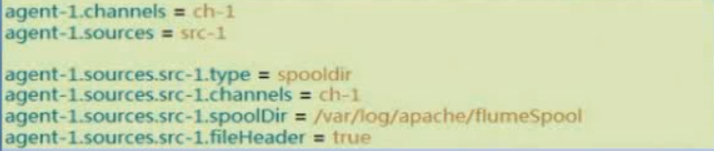 agent-1.channels = ch-1
agent-1.sources = src-1
agent-1.sources.src-1.type = spooldir
agent-1.sources.src-1.channels = ch-1
agent-1.sources.src-1.spoolDir = /var/log/apache/flumeSpool
agent-1.sources.src-1.fileHeader = true